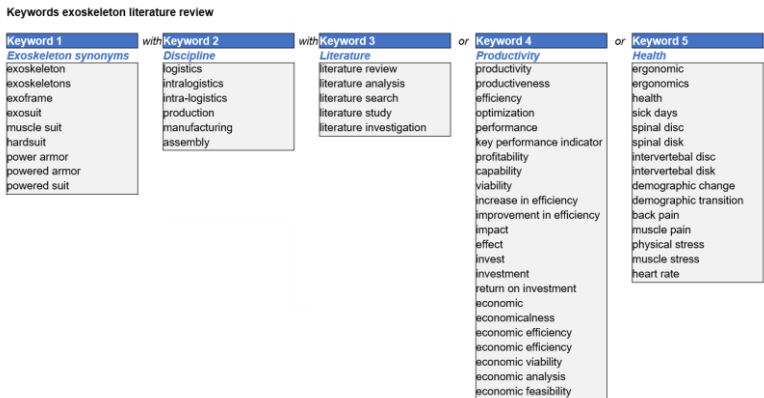 Keywords exoskeleton literature review
Keyword 1 with Keyword 2 with Keyword 3 or Keyword 4 or Keyword 5
Exoskeleton synonyms Discipline Literature Productivity Health
exoskeleton logistics literature review productivity ergonomic
exoskeletons intralogistics literature analysis productiveness ergonomics
exoframe intra-logistics literature search efficiency health
exosuit production literature study optimization sick days
muscle suit manufacturing literature investigation performance spinal disc
hardsuit assembly key performance indicator spinal disk
power armor profitability intervertebal disc
powered armor capability intervertebal disk
powered suit viability demographic change
increase in efficiency demographic transition
improvement in efficiency back pain
impact muscle pain
effect physical stress
invest muscle stress
investment heart rate
return on investment
economic
economicalness
economic efficiency
economic efficiency
economic viability
economic analysis
economic feasibility